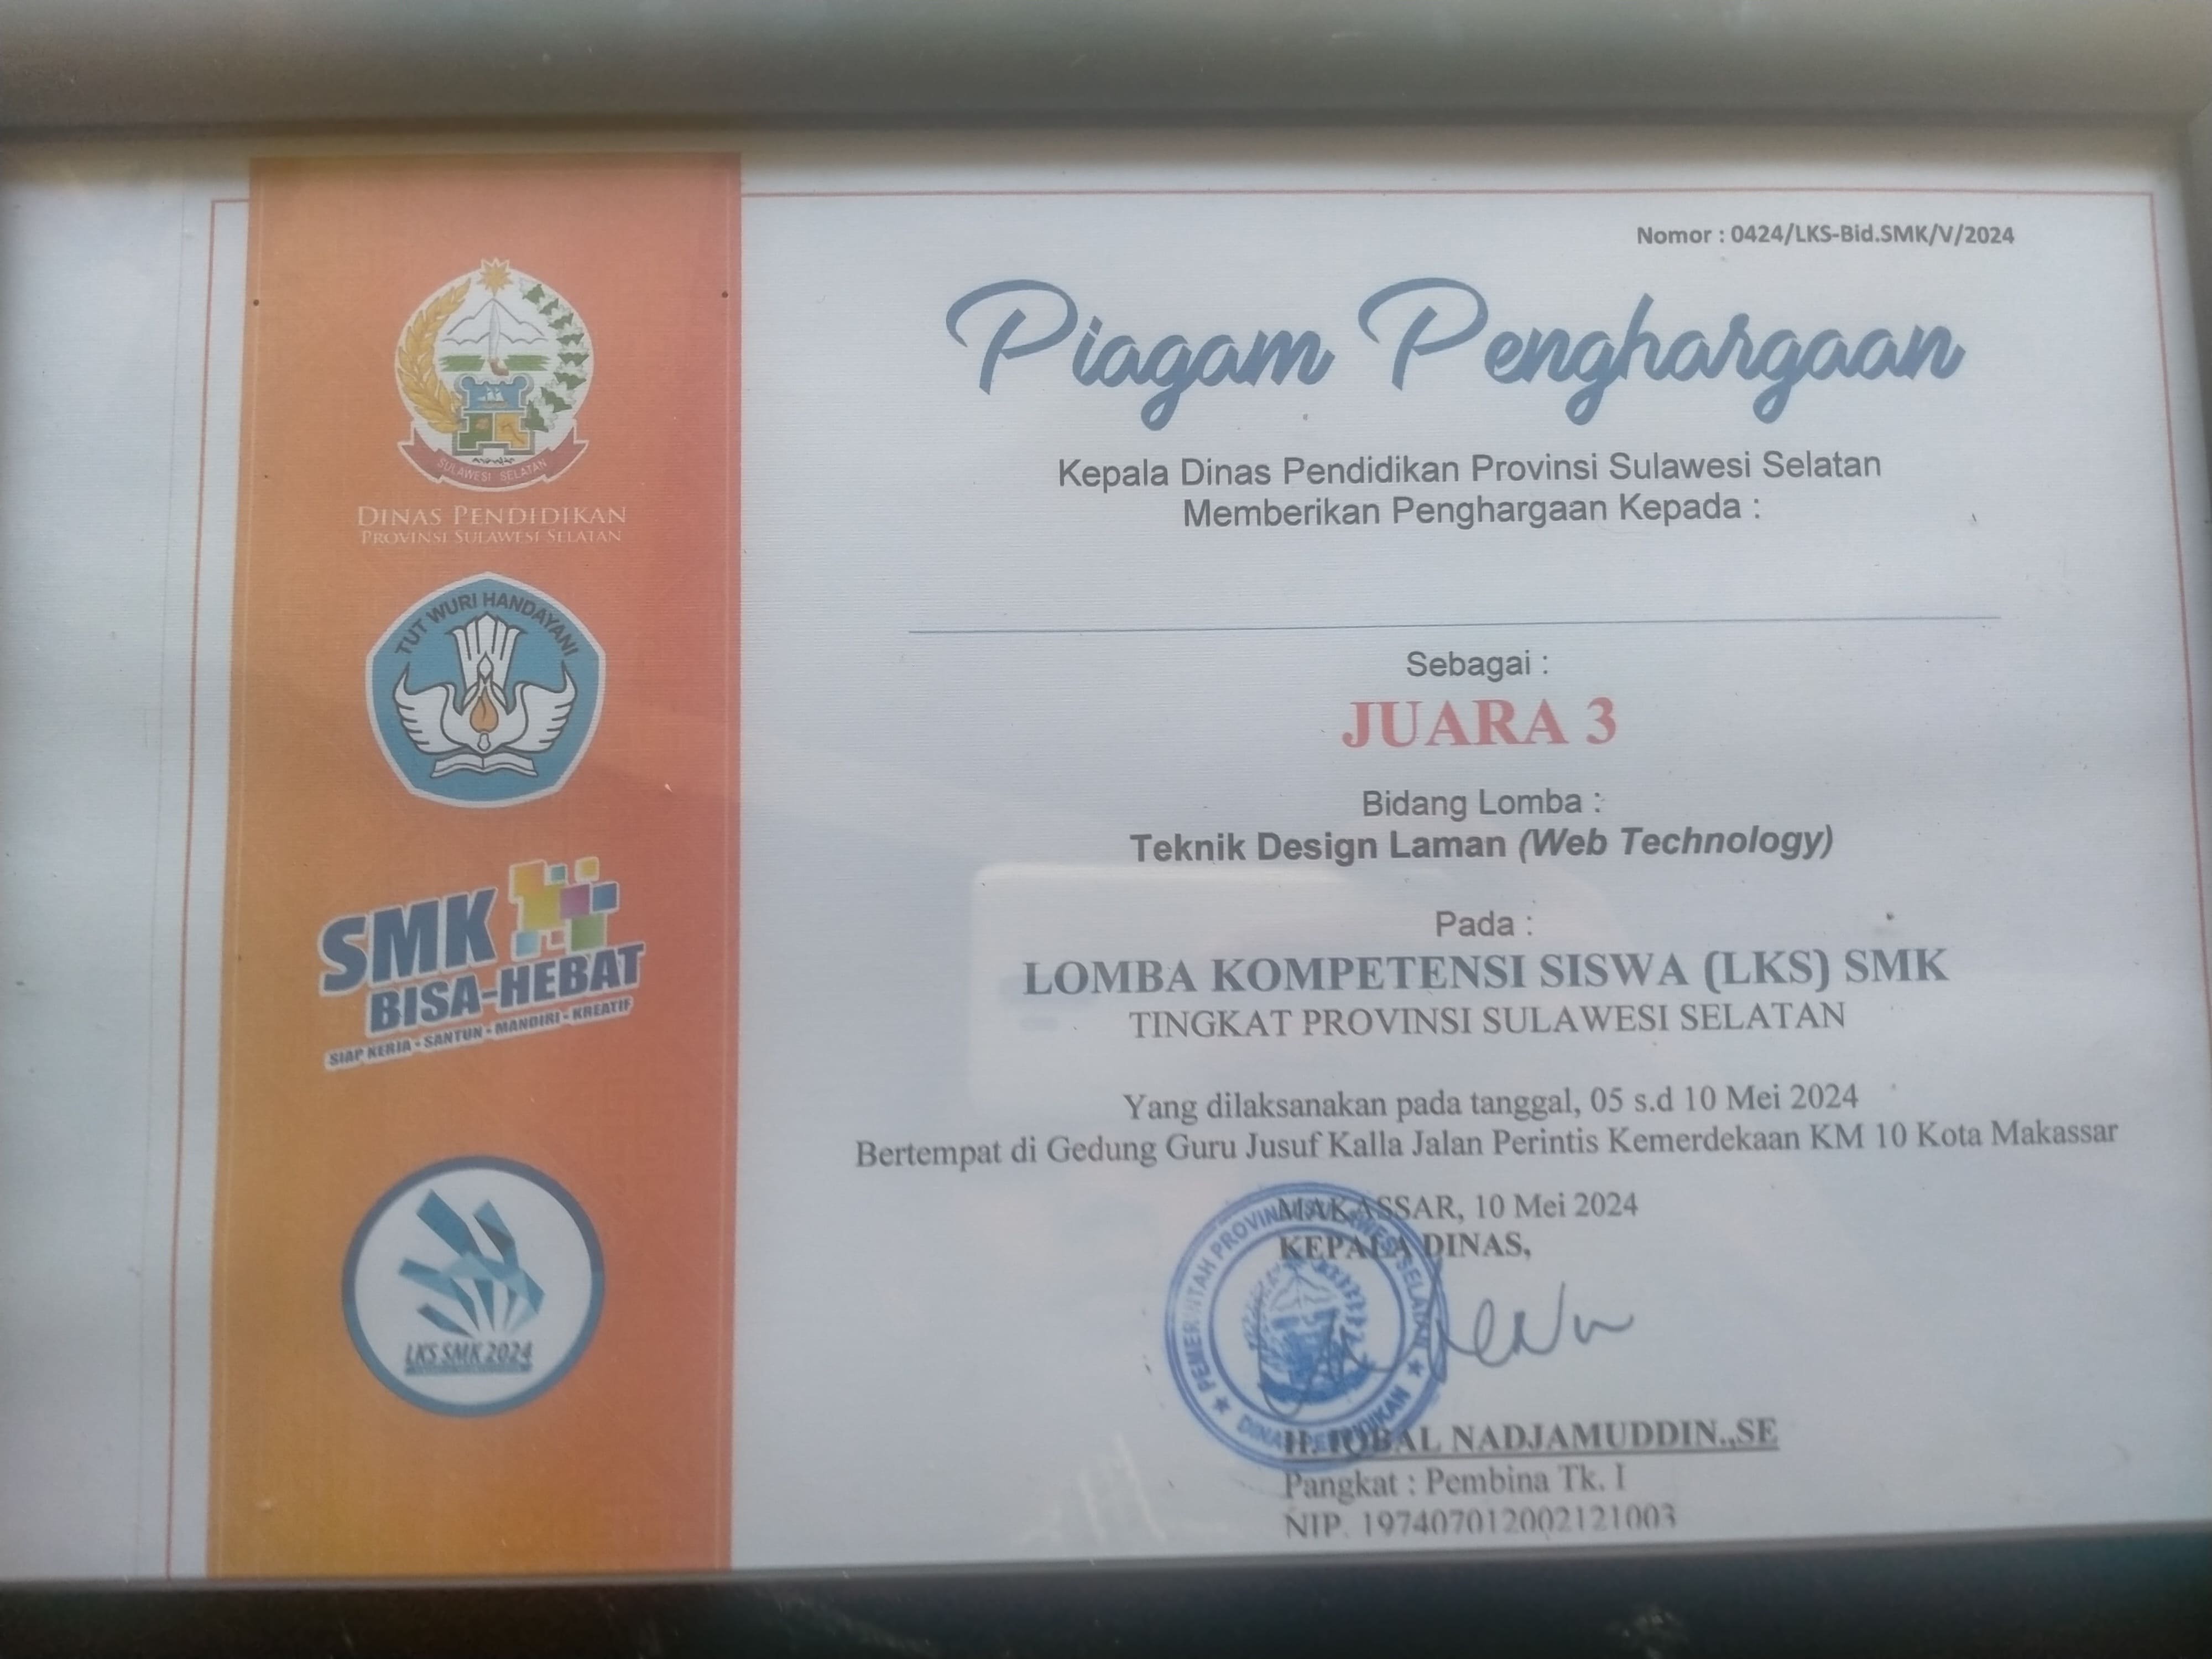 Nomor : 0424/LKS-Bid.SMK/V/2024
Piagam Penghargaan
Kepala Dinas Pendidikan Provinsi Sulawesi Selatan
Memberikan Penghargaan Kepada :
Sebagai :
JUARA 3
Bidang Lomba :
Teknik Design Laman (Web Technology)
Pada :
LOMBA KOMPETENSI SISWA (LKS) SMK
TINGKAT PROVINSI SULAWESI SELATAN
Yang dilaksanakan pada tanggal, 05 s.d 10 Mei 2024
Bertempat di Gedung Guru Jusuf Kalla Jalan Perintis Kemerdekaan KM 10 Kota Makassar
MAKASSAR, 10 Mei 2024
KEPALA DINAS,
H. IQBAL NADJAMUDDIN.,SE
Pangkat : Pembina Tk. I
NIP. 197407012002121003
PEMERINTAH PROVINSI SULAWESI SELATAN
DINAS PENDIDIKAN
SULAWESI SELATAN
DINAS PENDIDIKAN
PROVINSI SULAWESI SELATAN
TUT WURI HANDAYANI
SMK
BISA-HEBAT
SIAP KERJA - SANTUN - MANDIRI - KREATIF
LKS SMK 2024